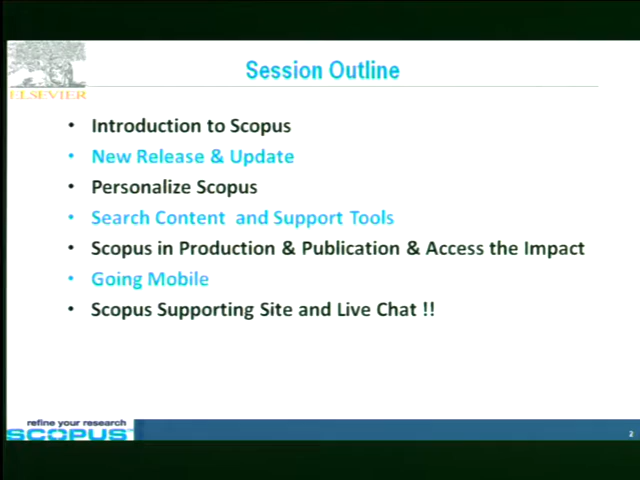 Session Outline
ELSEVIER
• Introduction to Scopus
• New Release & Update
• Personalize Scopus
• Search Content and Support Tools
• Scopus in Production & Publication & Access the Impact
• Going Mobile
• Scopus Supporting Site and Live Chat !!
refine your research
SCOPUS
2